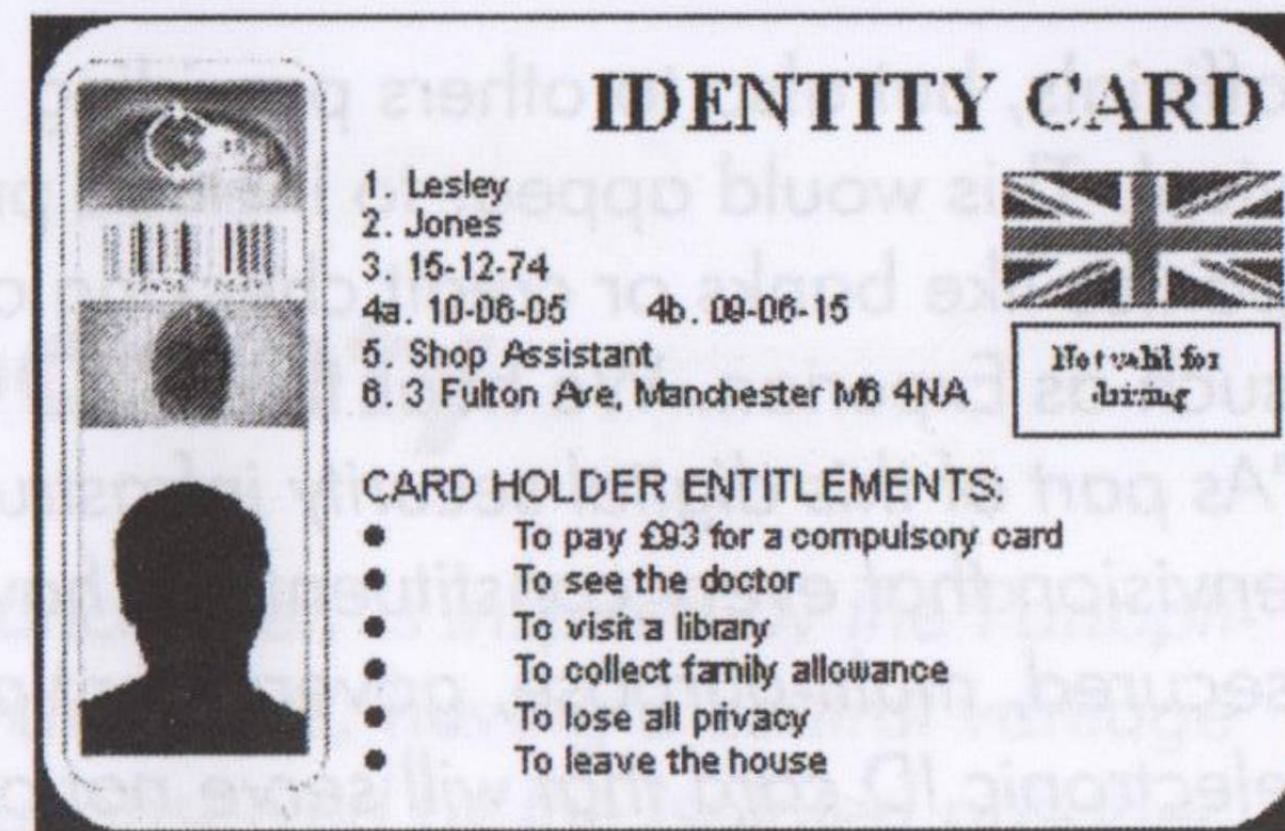 IDENTITY CARD
1. Lesley
2. Jones
3. 15-12-74
4a. 10-06-05 4b. 09-06-15
5. Shop Assistant
6. 3 Fulton Ave, Manchester M6 4NA
Not valid for
CARD HOLDER ENTITLEMENTS:
• To pay £93 for a compulsory card
• To see the doctor
• To visit a library
• To collect family allowance
• To lose all privacy
• To leave the house